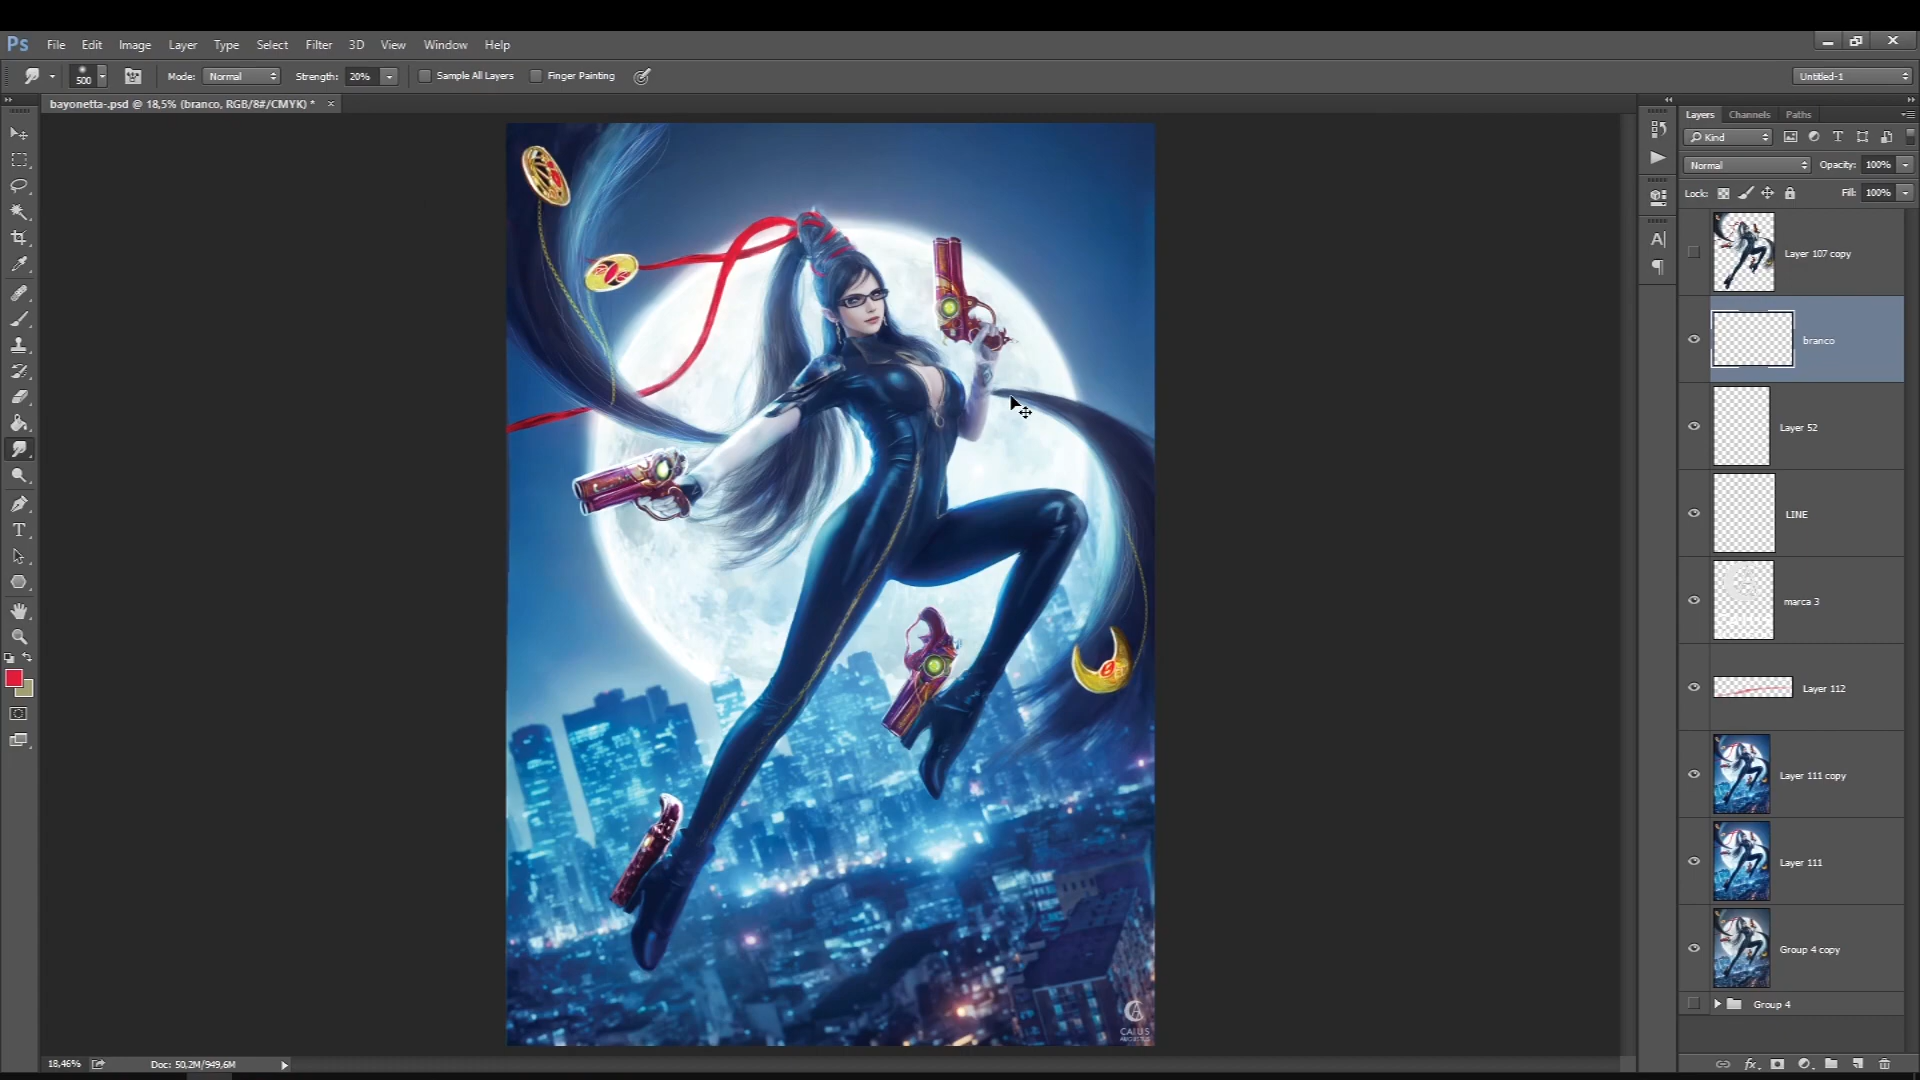 Ps File Edit Image Layer Type Select Filter 3D View Window Help
500 Mode: Normal Strength: 20% Sample All Layers Finger Painting Untitled-1
bayonetta-.psd @ 18,5% (branco, RGB/8#/CMYK) * ×
Layers Channels Paths
Kind
Normal Opacity: 100%
Lock: Fill: 100%
Layer 107 copy
branco
Layer 52
LINE
marca 3
Layer 112
Layer 111 copy
Layer 111
Group 4 copy
Group 4
CAIUS
AUGUSTUS
18,46% Doc: 50,2M/949,6M